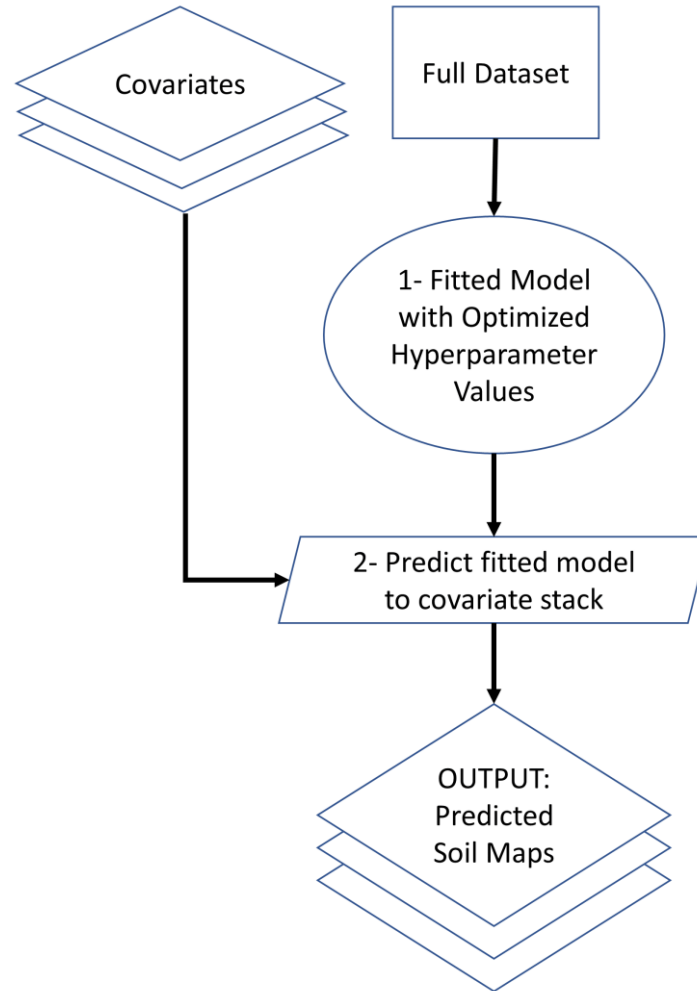 Covariates
Full Dataset
1- Fitted Model
with Optimized
Hyperparameter
Values
2- Predict fitted model
to covariate stack
OUTPUT:
Predicted
Soil Maps